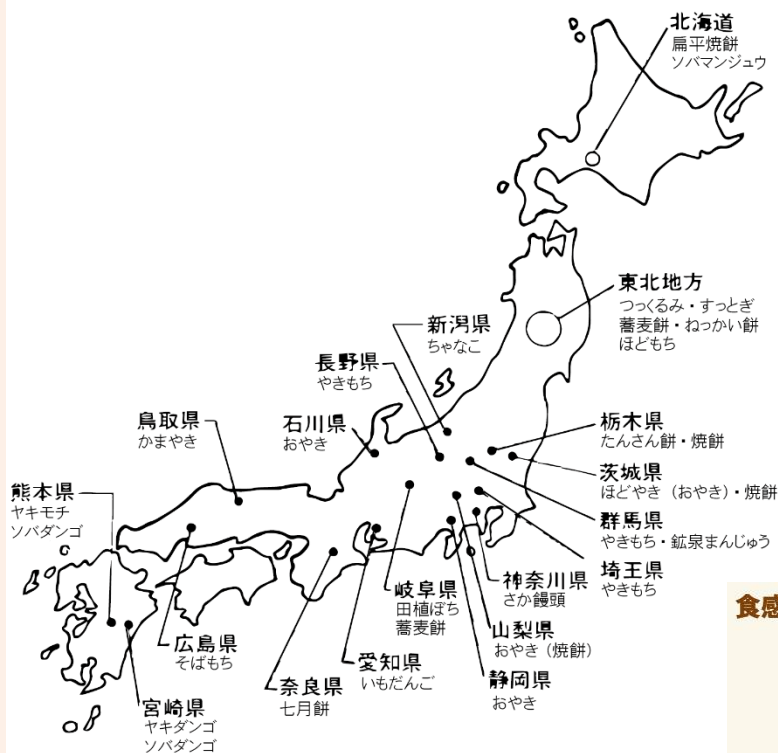 北海道
扁平焼餅
ソバマンジュウ
東北地方
つっくるみ・すっとぎ
蕎麦餅・ねっかい餅
ほどもち
新潟県
ちゃなこ
長野県
やきもち
石川県
おやき
鳥取県
かまやき
熊本県
ヤキモチ
ソバダンゴ
栃木県
たんさん餅・焼餅
茨城県
ほどやき（おやき）・焼餅
群馬県
やきもち・鉱泉まんじゅう
埼玉県
やきもち
神奈川県
さか饅頭
山梨県
おやき（焼餅）
静岡県
おやき
岐阜県
田植ぼち
蕎麦餅
愛知県
いもだんご
奈良県
七月餅
広島県
そばもち
宮崎県
ヤキダンゴ
ソバダンゴ
食感